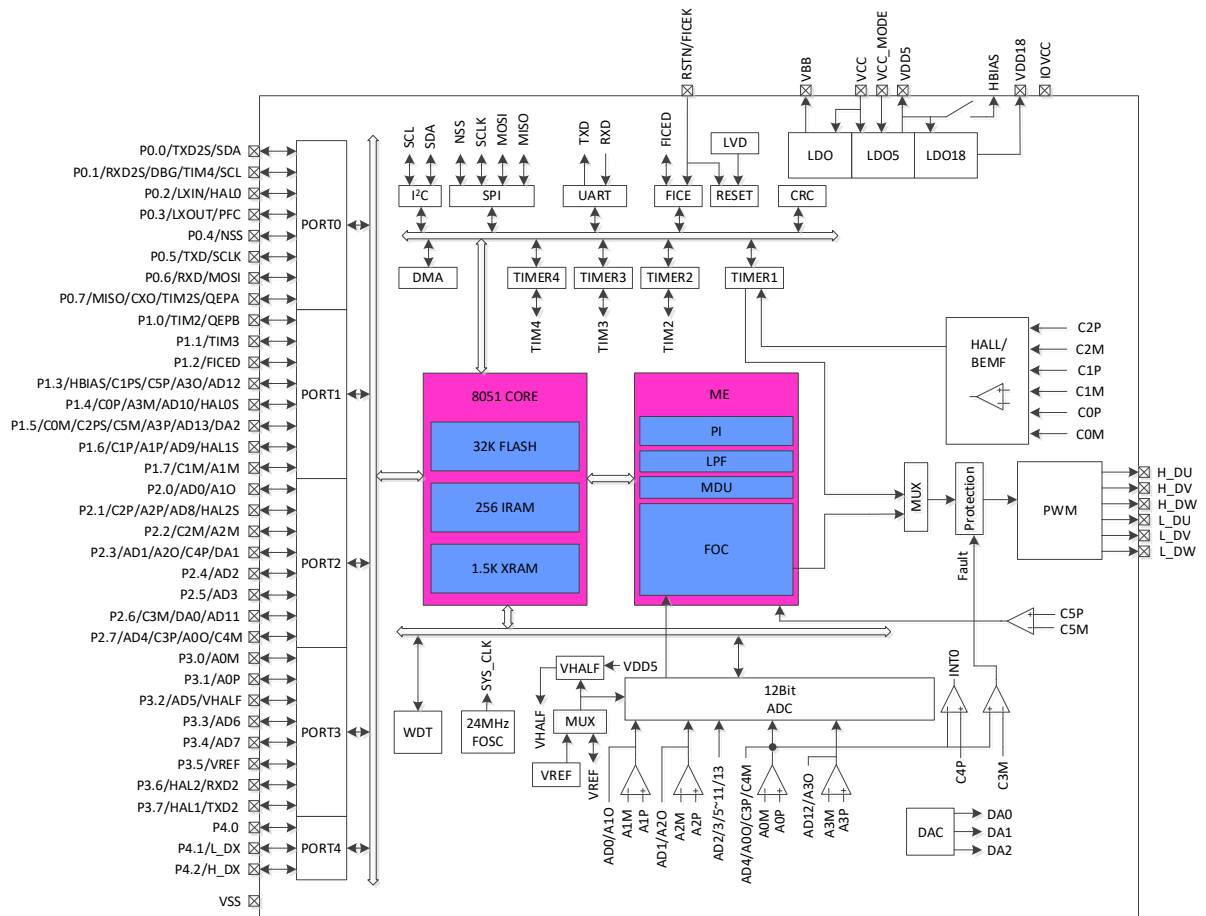 RSTN/FICEK
VBB
VCC
VCC_MODE
VDD5
HBIAS
VDD18
IOVCC
SCL
SDA
NSS
SCLK
MOSI
MISO
TXD
RXD
FICED
LVD
LDO
LDO5
LDO18
I²C
SPI
UART
FICE
RESET
CRC
DMA
TIMER4
TIMER3
TIMER2
TIMER1
TIM4
TIM3
TIM2
P0.0/TXD2S/SDA
P0.1/RXD2S/DBG/TIM4/SCL
P0.2/LXIN/HAL0
P0.3/LXOUT/PFC
P0.4/NSS
P0.5/TXD/SCLK
P0.6/RXD/MOSI
P0.7/MISO/CXO/TIM2S/QEPA
PORT0
P1.0/TIM2/QEPB
P1.1/TIM3
P1.2/FICED
P1.3/HBIAS/C1PS/C5P/A3O/AD12
P1.4/C0P/A3M/AD10/HAL0S
P1.5/C0M/C2PS/C5M/A3P/AD13/DA2
P1.6/C1P/A1P/AD9/HAL1S
P1.7/C1M/A1M
PORT1
P2.0/AD0/A1O
P2.1/C2P/A2P/AD8/HAL2S
P2.2/C2M/A2M
P2.3/AD1/A2O/C4P/DA1
P2.4/AD2
P2.5/AD3
P2.6/C3M/DA0/AD11
P2.7/AD4/C3P/A0O/C4M
PORT2
P3.0/A0M
P3.1/A0P
P3.2/AD5/VHALF
P3.3/AD6
P3.4/AD7
P3.5/VREF
P3.6/HAL2/RXD2
P3.7/HAL1/TXD2
PORT3
P4.0
P4.1/L_DX
P4.2/H_DX
PORT4
VSS
8051 CORE
32K FLASH
256 IRAM
1.5K XRAM
ME
PI
LPF
MDU
FOC
HALL/
BEMF
C2P
C2M
C1P
C1M
C0P
C0M
MUX
Protection
Fault
PWM
H_DU
H_DV
H_DW
L_DU
L_DV
L_DW
C5P
C5M
WDT
SYS_CLK
24MHz
FOSC
VHALF
VDD5
VHALF
MUX
VREF
VREF
12Bit
ADC
INT0
C4P
C3M
AD0/A1O
A1M
A1P
AD1/A2O
A2M
A2P
AD2/3/5~11/13
AD4/A0O/C3P/C4M
A0M
A0P
AD12/A3O
A3M
A3P
DAC
DA0
DA1
DA2